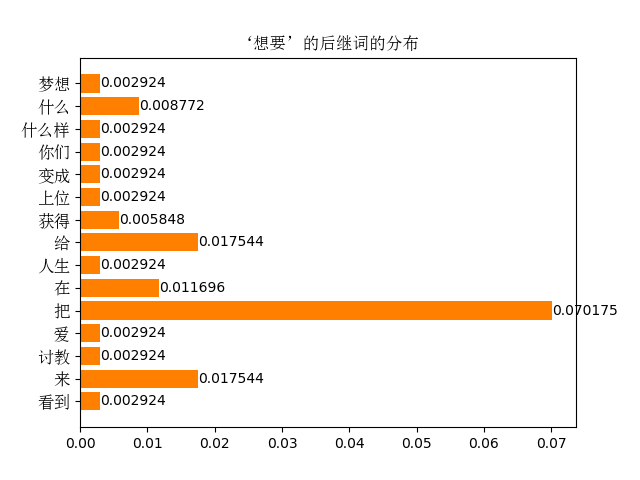 ‘想要’的后继词的分布
梦想 0.002924
什么 0.008772
什么样 0.002924
你们 0.002924
变成 0.002924
上位 0.002924
获得 0.005848
给 0.017544
人生 0.002924
在 0.011696
把 0.070175
爱 0.002924
讨教 0.002924
来 0.017544
看到 0.002924
0.00 0.01 0.02 0.03 0.04 0.05 0.06 0.07